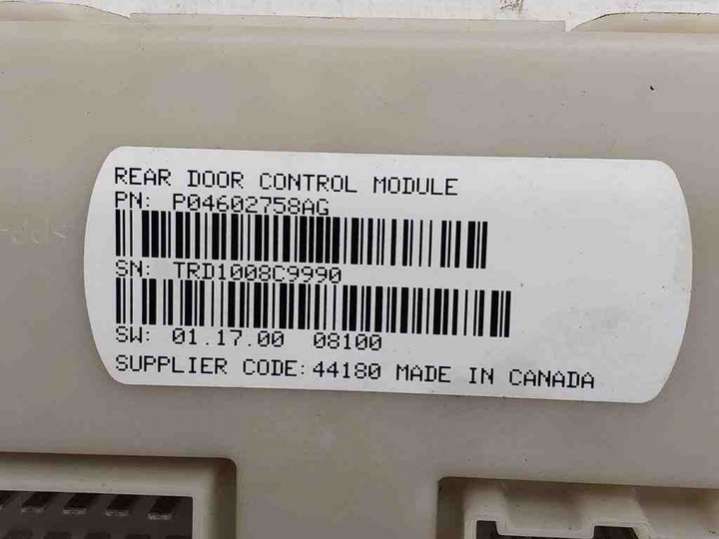 REAR DOOR CONTROL MODULE
PN: P04602758AG
SN: TRD1008C9990
SW: 01.17.00 08100
SUPPLIER CODE: 44180 MADE IN CANADA